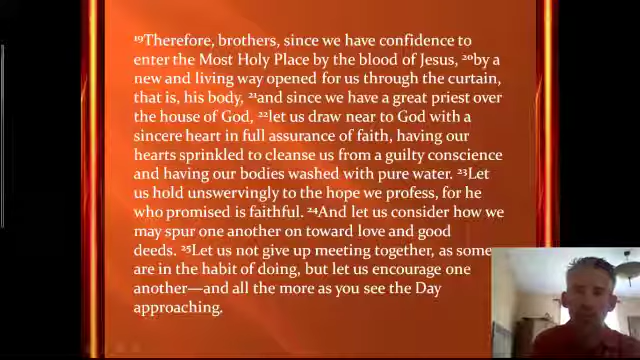 ¹⁹Therefore, brothers, since we have confidence to
enter the Most Holy Place by the blood of Jesus, ²⁰by a
new and living way opened for us through the curtain,
that is, his body, ²¹and since we have a great priest over
the house of God, ²²let us draw near to God with a
sincere heart in full assurance of faith, having our
hearts sprinkled to cleanse us from a guilty conscience
and having our bodies washed with pure water. ²³Let
us hold unswervingly to the hope we profess, for he
who promised is faithful. ²⁴And let us consider how we
may spur one another on toward love and good
deeds. ²⁵Let us not give up meeting together, as some
are in the habit of doing, but let us encourage one
another—and all the more as you see the Day
approaching.